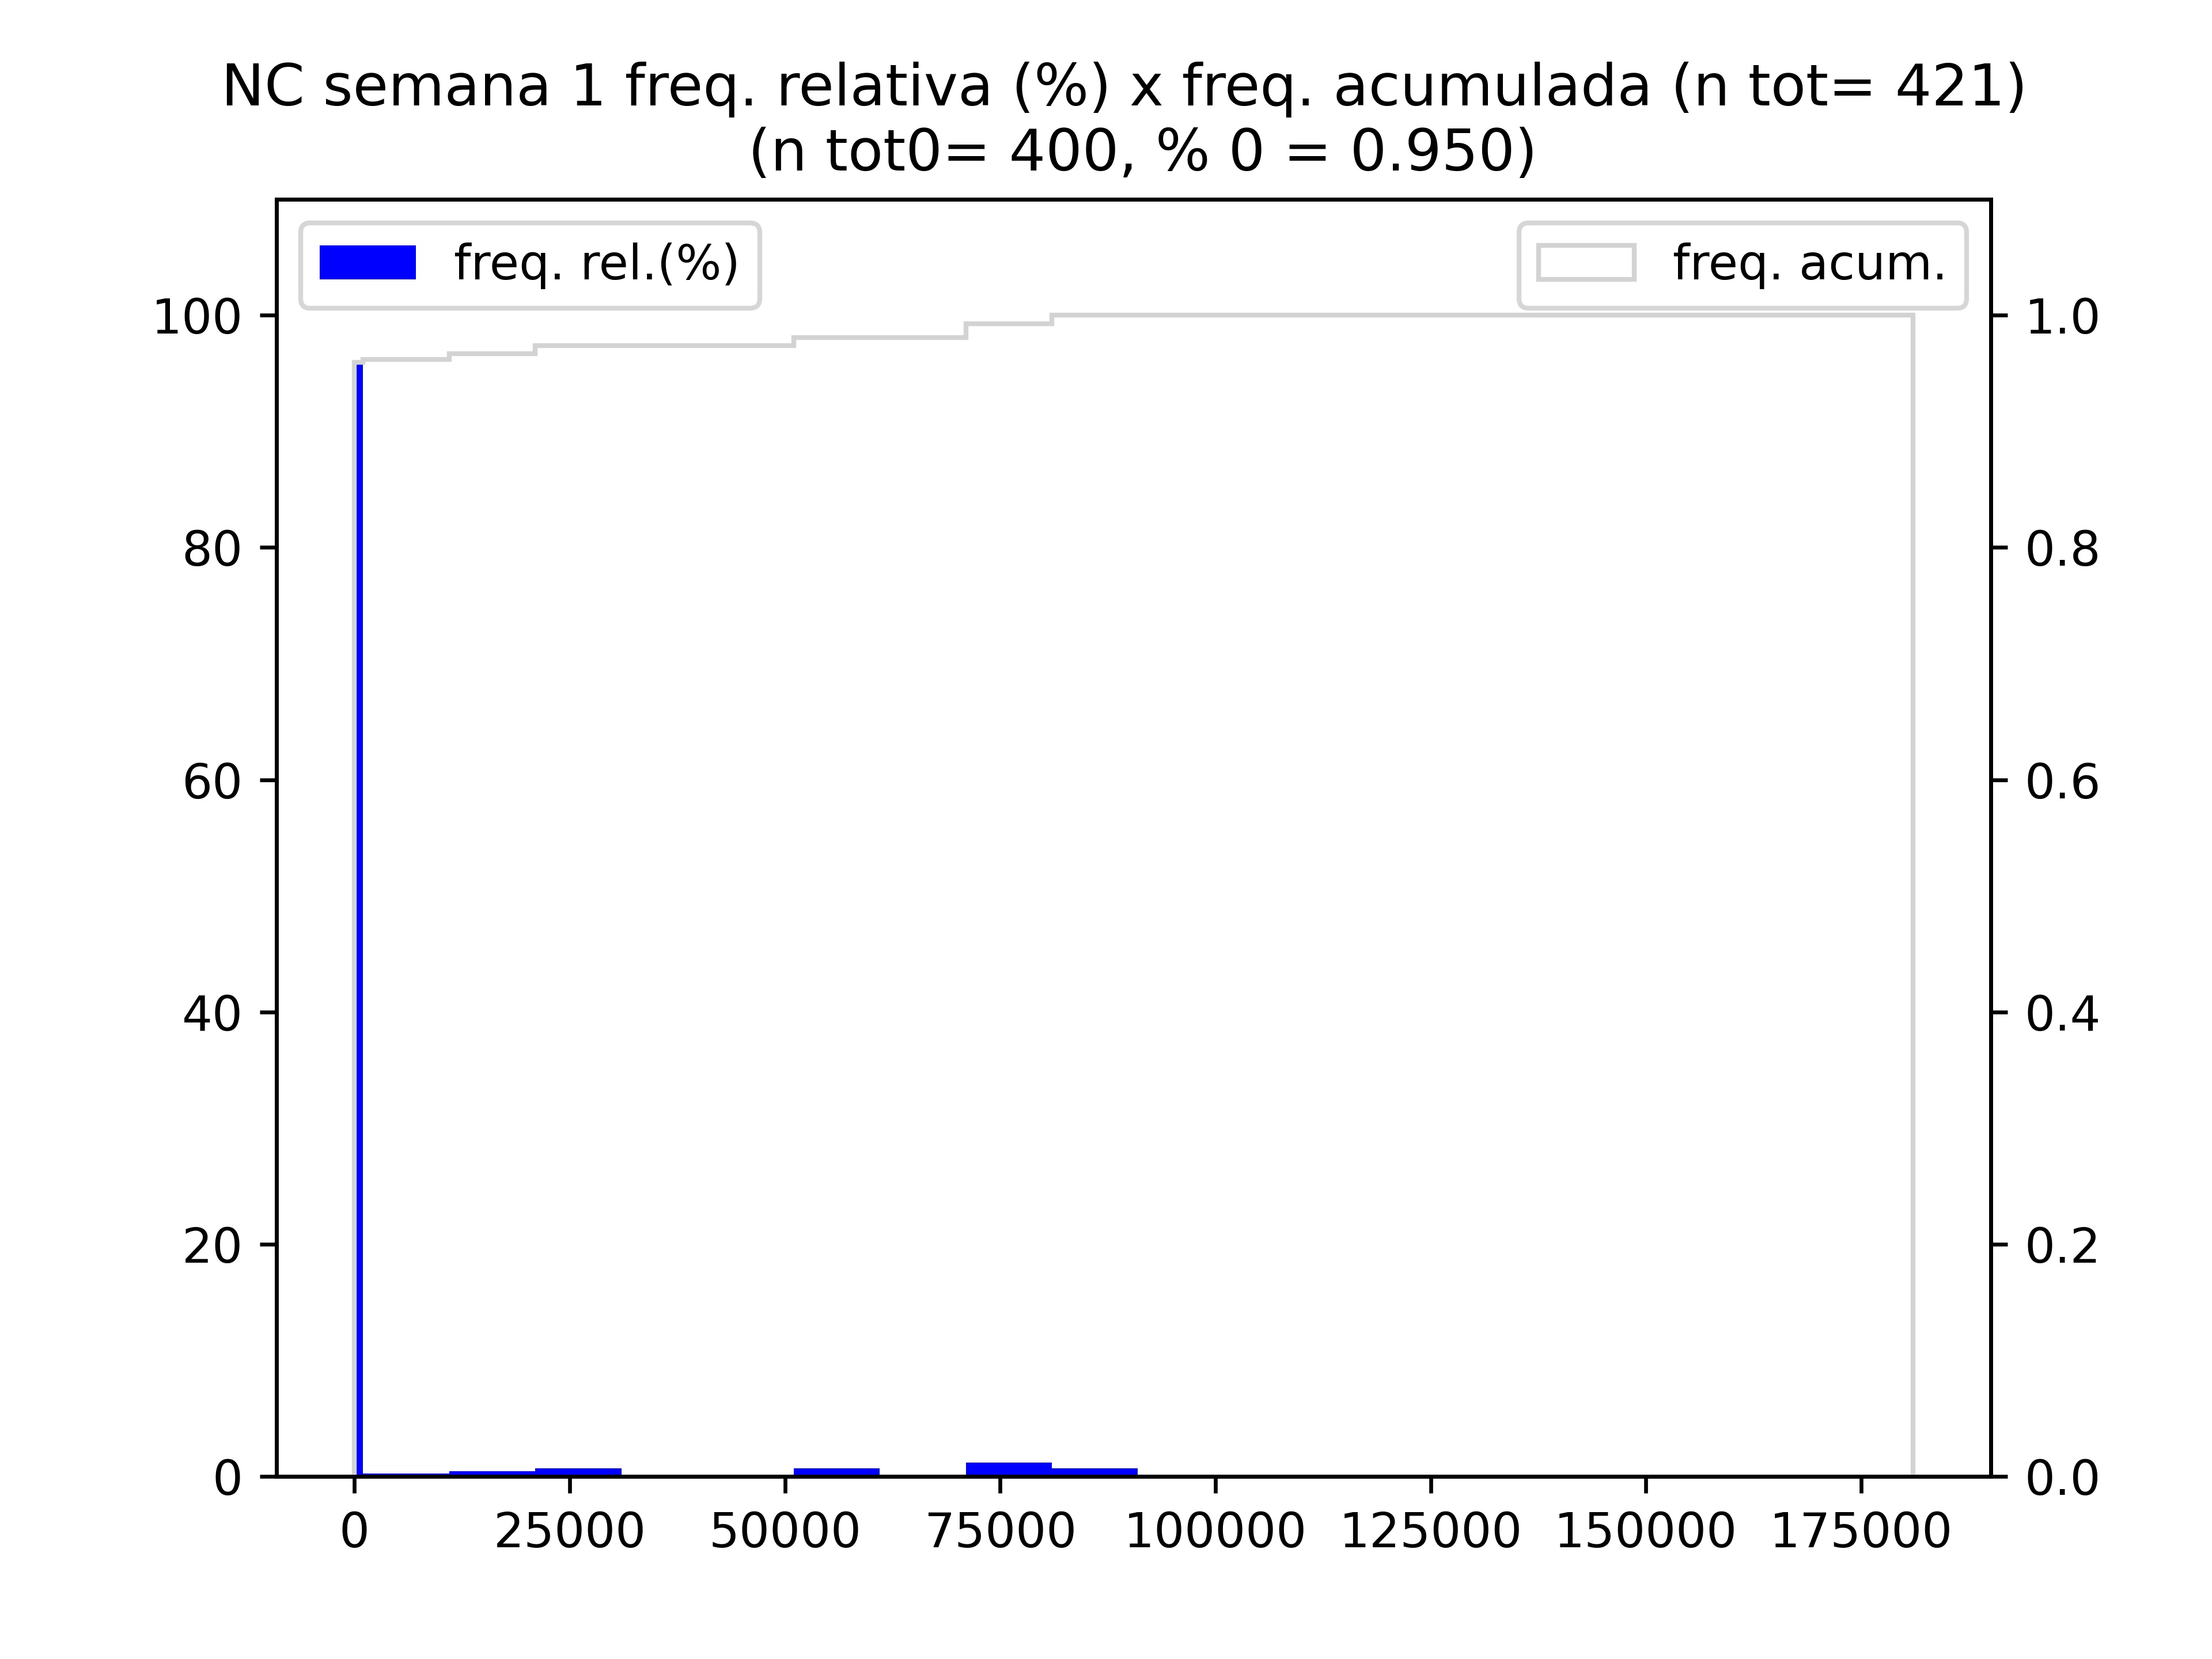 NC semana 1 freq. relativa (%) x freq. acumulada (n tot= 421)
(n tot0= 400, % 0 = 0.950)
freq. rel.(%)
freq. acum.
100
80
60
40
20
0
1.0
0.8
0.6
0.4
0.2
0.0
0 25000 50000 75000 100000 125000 150000 175000